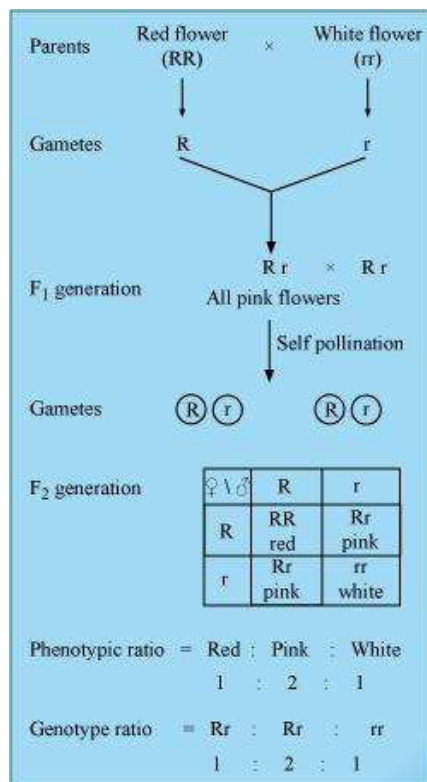 Red flower × White flower
Parents (RR) (rr)
Gametes R r
R r × R r
F₁ generation
All pink flowers
Self pollination
Gametes R r R r
F₂ generation ♀ \ ♂ R r
R RR Rr
red pink
r Rr rr
pink white
Phenotypic ratio = Red : Pink : White
1 : 2 : 1
Genotype ratio = Rr : Rr : rr
1 : 2 : 1